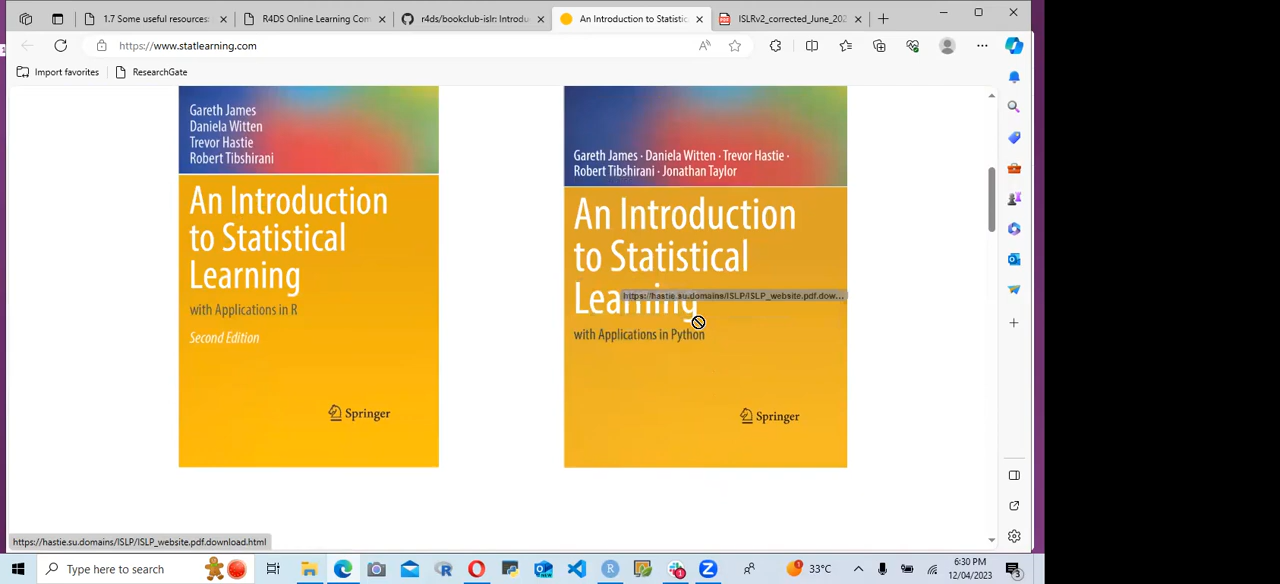 1.7 Some useful resources:
R4DS Online Learning Com
r4ds/bookclub-islr: Introdu
An Introduction to Statistic
ISLRv2_corrected_June_202
https://www.statlearning.com
Import favorites
ResearchGate
Gareth James
Daniela Witten
Trevor Hastie
Robert Tibshirani
An Introduction
to Statistical
Learning
with Applications in R
Second Edition
Springer
Gareth James · Daniela Witten · Trevor Hastie ·
Robert Tibshirani · Jonathan Taylor
An Introduction
to Statistical
Learning
https://hastie.su.domains/ISLP/ISLP_website.pdf.dow...
with Applications in Python
Springer
https://hastie.su.domains/ISLP/ISLP_website.pdf.download.html
Type here to search
33°C
6:30 PM
12/04/2023